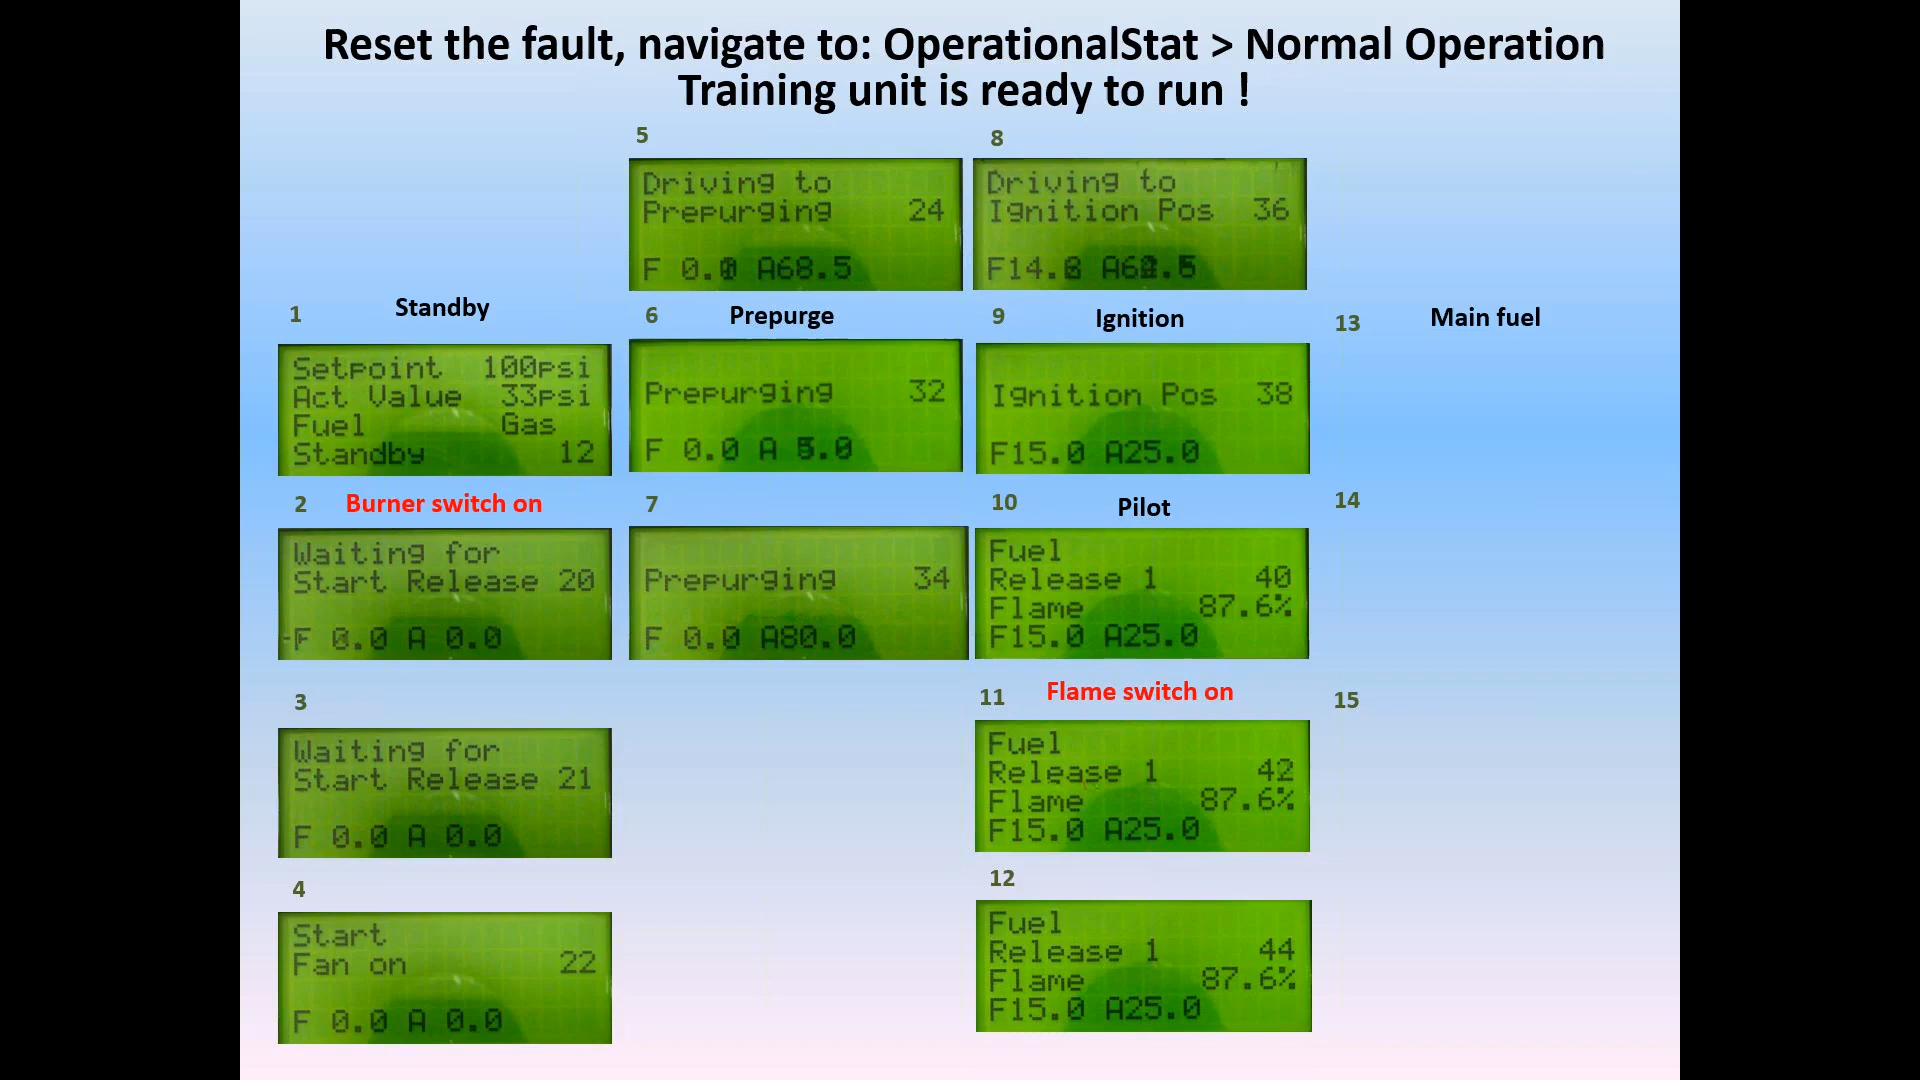 Reset the fault, navigate to: OperationalStat > Normal Operation
Training unit is ready to run !
5
Driving to
Prepurging 24
F 0. A68.5
8
Driving to
Ignition Pos 36
F14.
1 Standby
Setpoint 100psi
Act Value 33psi
Fuel Gas
Standby 12
6 Prepurge
Prepurging 32
F 0.0 A
9 Ignition
Ignition Pos 38
F15.0 A25.0
13 Main fuel
2 Burner switch on
Waiting for
Start Release 20
F 0.0 A 0.0
7
Prepurging 34
F 0.0 A80.0
10 Pilot
Fuel
Release 1 40
Flame 87.6%
F15.0 A25.0
14
3
Waiting for
Start Release 21
F 0.0 A 0.0
11 Flame switch on
Fuel
Release 1 42
Flame 87.6%
F15.0 A25.0
15
4
Start
Fan on 22
F 0.0 A 0.0
12
Fuel
Release 1 44
Flame 87.6%
F15.0 A25.0